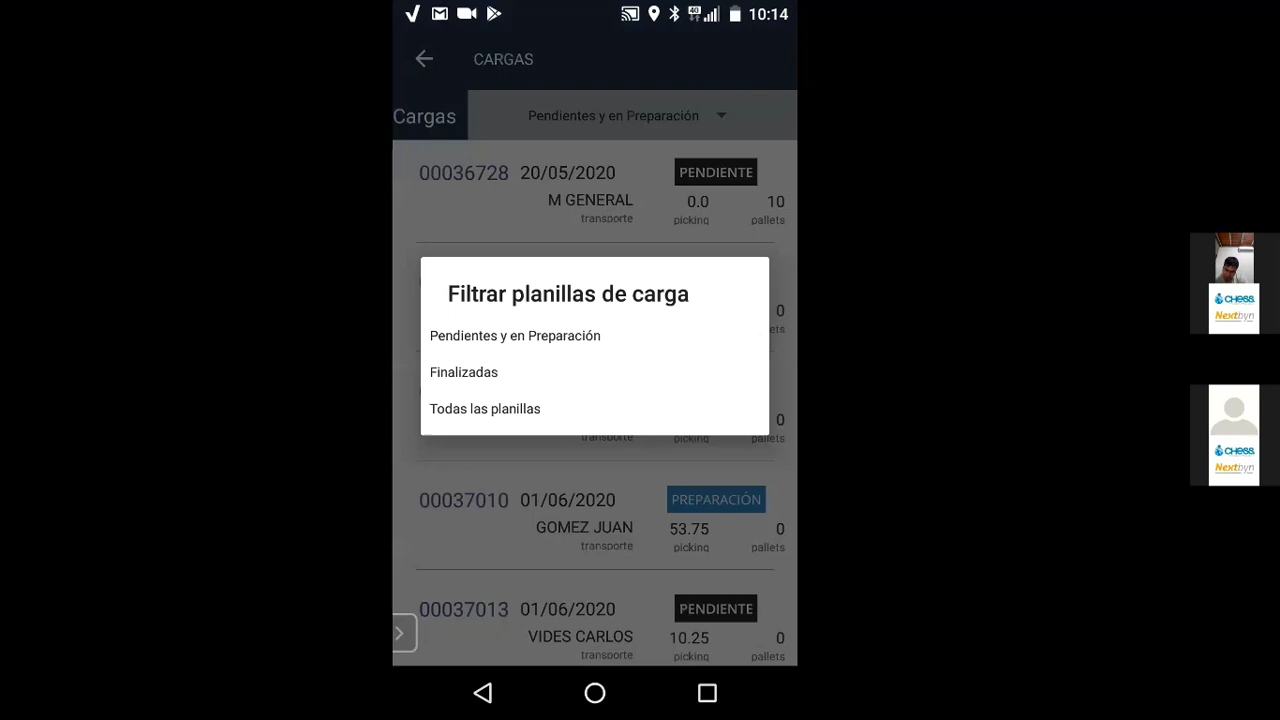 10:14
CARGAS
Cargas
Pendientes y en Preparación
00036728 20/05/2020 PENDIENTE
M GENERAL 0.0 10
transporte picking pallets
Filtrar planillas de carga
Pendientes y en Preparación
Finalizadas
Todas las planillas
0
0
transporte picking pallets
00037010 01/06/2020 PREPARACIÓN
GOMEZ JUAN 53.75 0
transporte picking pallets
00037013 01/06/2020 PENDIENTE
VIDES CARLOS 10.25 0
transporte picking pallets
CHESS
Nextbyn
CHESS
Nextbyn